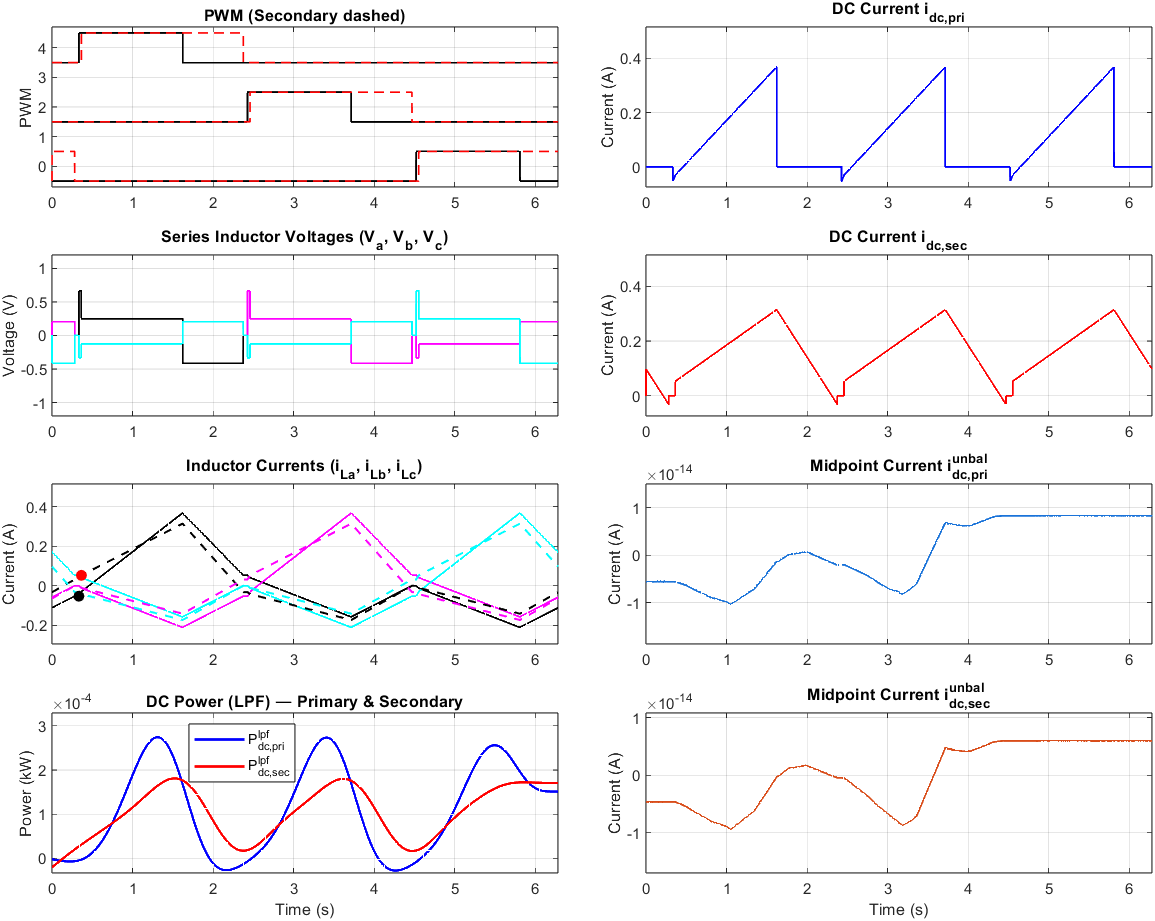 PWM (Secondary dashed)
PWM
4
3
2
1
0
0 1 2 3 4 5 6
DC Current i_dc,pri
Current (A)
0.4
0.2
0
0 1 2 3 4 5 6
Series Inductor Voltages (V_a, V_b, V_c)
Voltage (V)
1
0.5
0
-0.5
-1
0 1 2 3 4 5 6
DC Current i_dc,sec
Current (A)
0.4
0.2
0
0 1 2 3 4 5 6
Inductor Currents (i_La, i_Lb, i_Lc)
Current (A)
0.4
0.2
0
-0.2
0 1 2 3 4 5 6
Midpoint Current i_dc,pri^unbal
×10^-14
Current (A)
1
0
-1
0 1 2 3 4 5 6
DC Power (LPF) — Primary & Secondary
×10^-4
Power (kW)
3
2
1
0
P_dc,pri^lpf
P_dc,sec^lpf
0 1 2 3 4 5 6
Time (s)
Midpoint Current i_dc,sec^unbal
×10^-14
Current (A)
1
0
-1
0 1 2 3 4 5 6
Time (s)